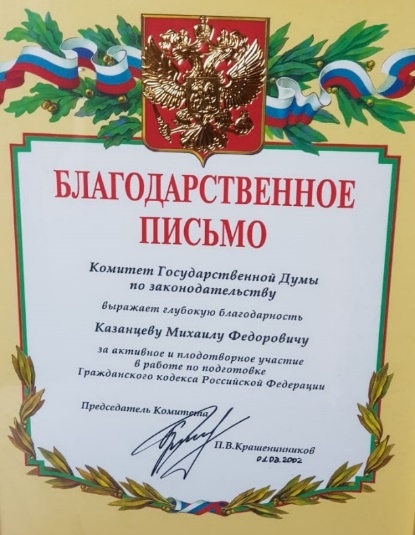 БЛАГОДАРСТВЕННОЕ
ПИСЬМО
Комитет Государственной Думы
по законодательству
выражает глубокую благодарность
Казанцеву Михаилу Федоровичу
за активное и плодотворное участие
в работе по подготовке
Гражданского кодекса Российской Федерации
Председатель Комитета
П.В.Крашенинников
01.03.2002